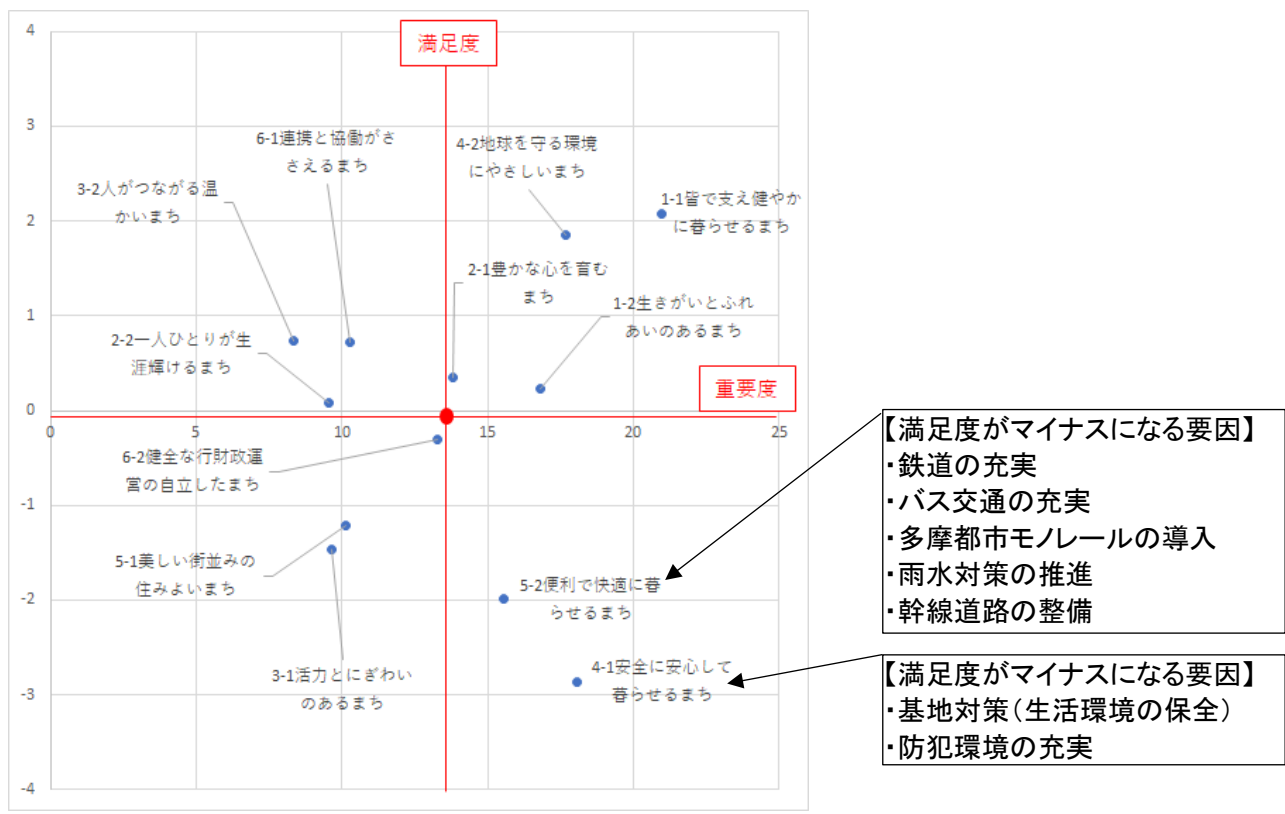 4
満足度
3
6-1連携と協働がさ
さえるまち
4-2地球を守る環境
にやさしいまち
3-2人がつながる温
かいまち
1-1皆で支え健やか
に暮らせるまち
2
2-1豊かな心を育む
まち
1-2生きがいとふれ
あいのあるまち
1
2-2一人ひとりが生
涯輝けるまち
重要度
0
0
5
10
15
20
25
6-2健全な行財政運
営の自立したまち
-1
5-1美しい街並みの
住みよいまち
-2
5-2便利で快適に暮
らせるまち
3-1活力とにぎわい
のあるまち
4-1安全に安心して
暮らせるまち
-3
-4
【満足度がマイナスになる要因】
・鉄道の充実
・バス交通の充実
・多摩都市モノレールの導入
・雨水対策の推進
・幹線道路の整備
【満足度がマイナスになる要因】
・基地対策(生活環境の保全)
・防犯環境の充実